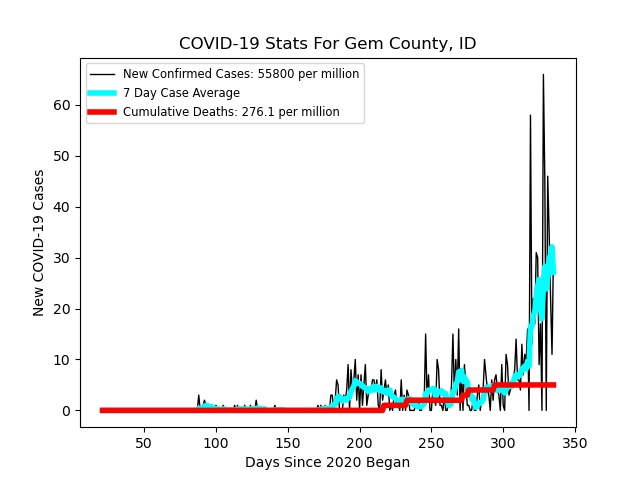 COVID-19 Stats For Gem County, ID
New Confirmed Cases: 55800 per million
7 Day Case Average
Cumulative Deaths: 276.1 per million
New COVID-19 Cases
60
50
40
30
20
10
0
50
100
150
200
250
300
350
Days Since 2020 Began